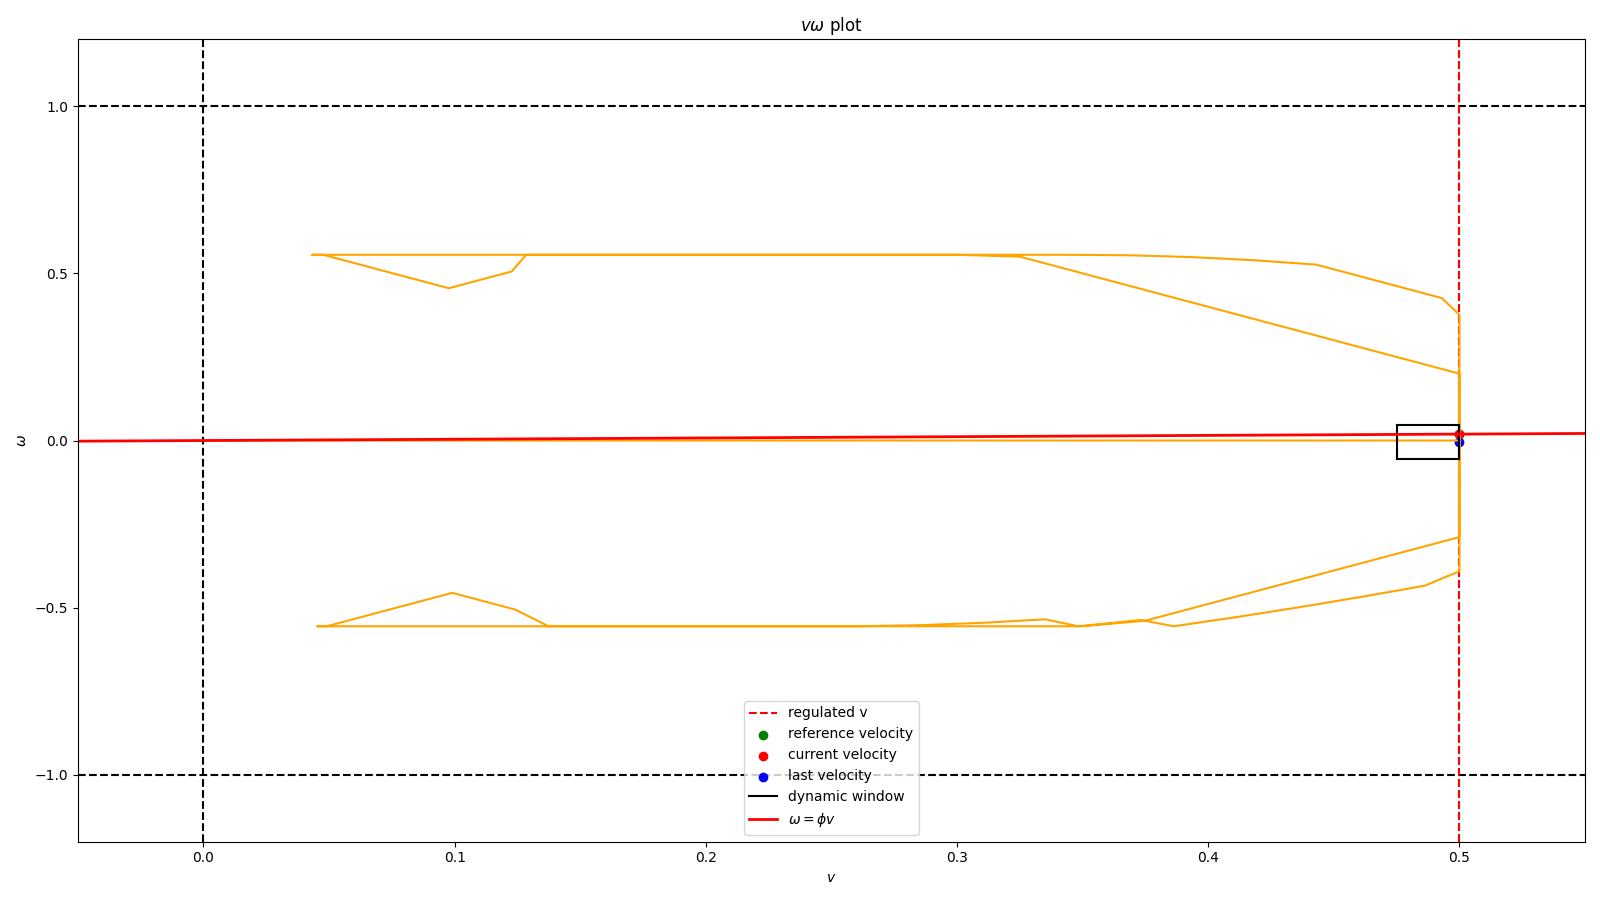 vω plot
1.0
0.5
0.0
−0.5
−1.0
ω
0.0 0.1 0.2 0.3 0.4 0.5
v
regulated v
reference velocity
current velocity
last velocity
dynamic window
ω = ϕv